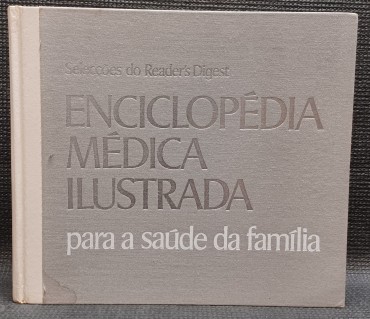 Selecções do Reader's Digest
ENCICLOPÉDIA
MÉDICA
ILUSTRADA
para a saúde da família